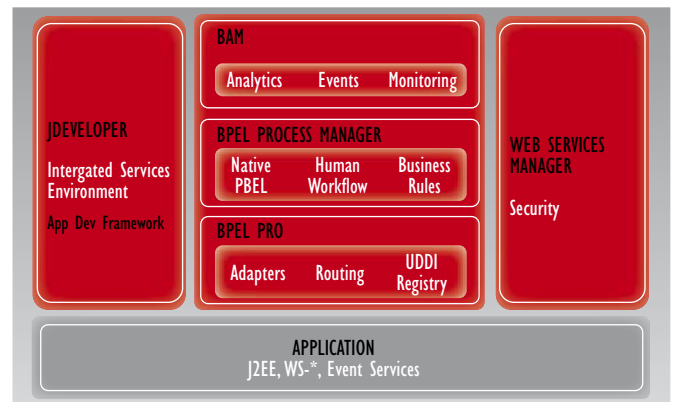 JDEVELOPER
Intergated Services
Environment
App Dev Framework
BAM
Analytics Events Monitoring
BPEL PROCESS MANAGER
Native Human Business
PBEL Workflow Rules
BPEL PRO
Adapters Routing UDDI
Registry
WEB SERVICES
MANAGER
Security
APPLICATION
J2EE, WS-*, Event Services